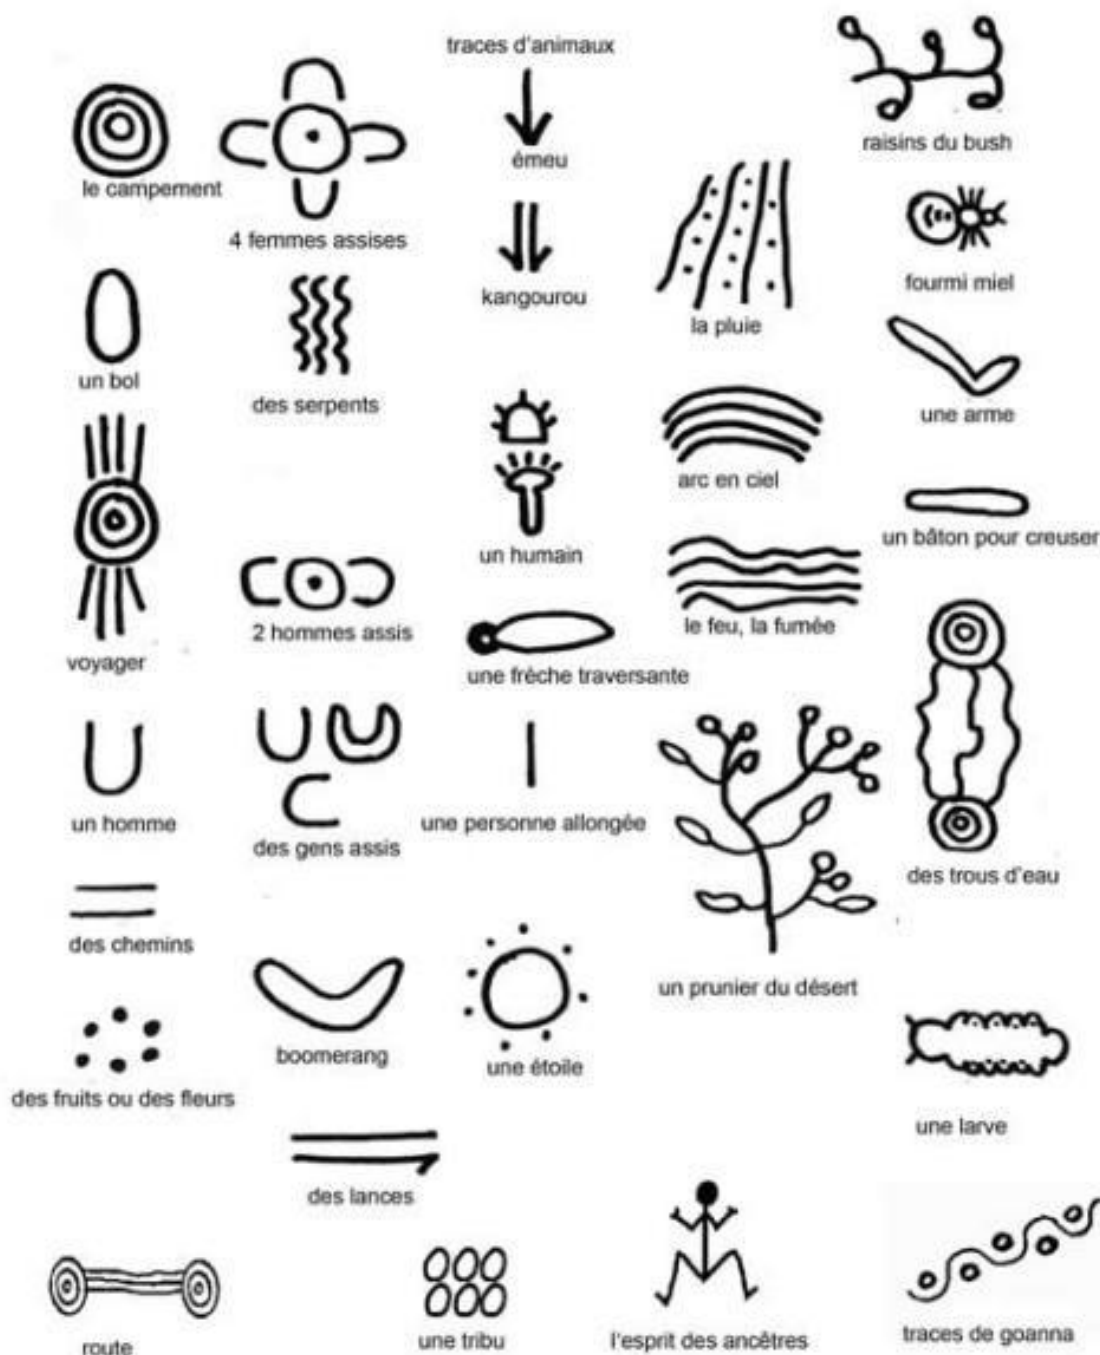 traces d'animaux
raisins du bush
émeu
le campement
4 femmes assises
kangourou
fourmi miel
la pluie
un bol
des serpents
une arme
arc en ciel
un bâton pour creuser
un humain
2 hommes assis
le feu, la fumée
voyager
une frèche traversante
un homme
une personne allongée
des gens assis
des trous d'eau
des chemins
un prunier du désert
boomerang
une étoile
des fruits ou des fleurs
une larve
des lances
route
une tribu
l'esprit des ancêtres
traces de goanna